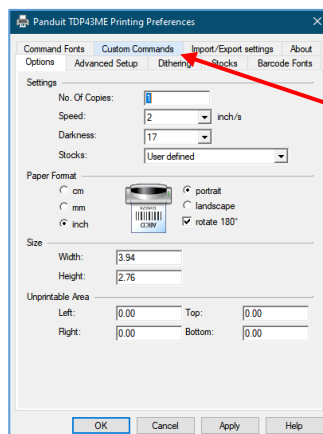 Panduit TDP43ME Printing Preferences
Command Fonts Custom Commands Import/Export settings About
Options Advanced Setup Dithering Stocks Barcode Fonts
Settings
No. Of Copies: 1
Speed: 2 inch/s
Darkness: 17
Stocks: User defined
Paper Format
cm portrait
mm landscape
inch rotate 180°
ABCD
Size
Width: 3.94
Height: 2.76
Unprintable Area
Left: 0.00 Top: 0.00
Right: 0.00 Bottom: 0.00
OK Cancel Apply Help